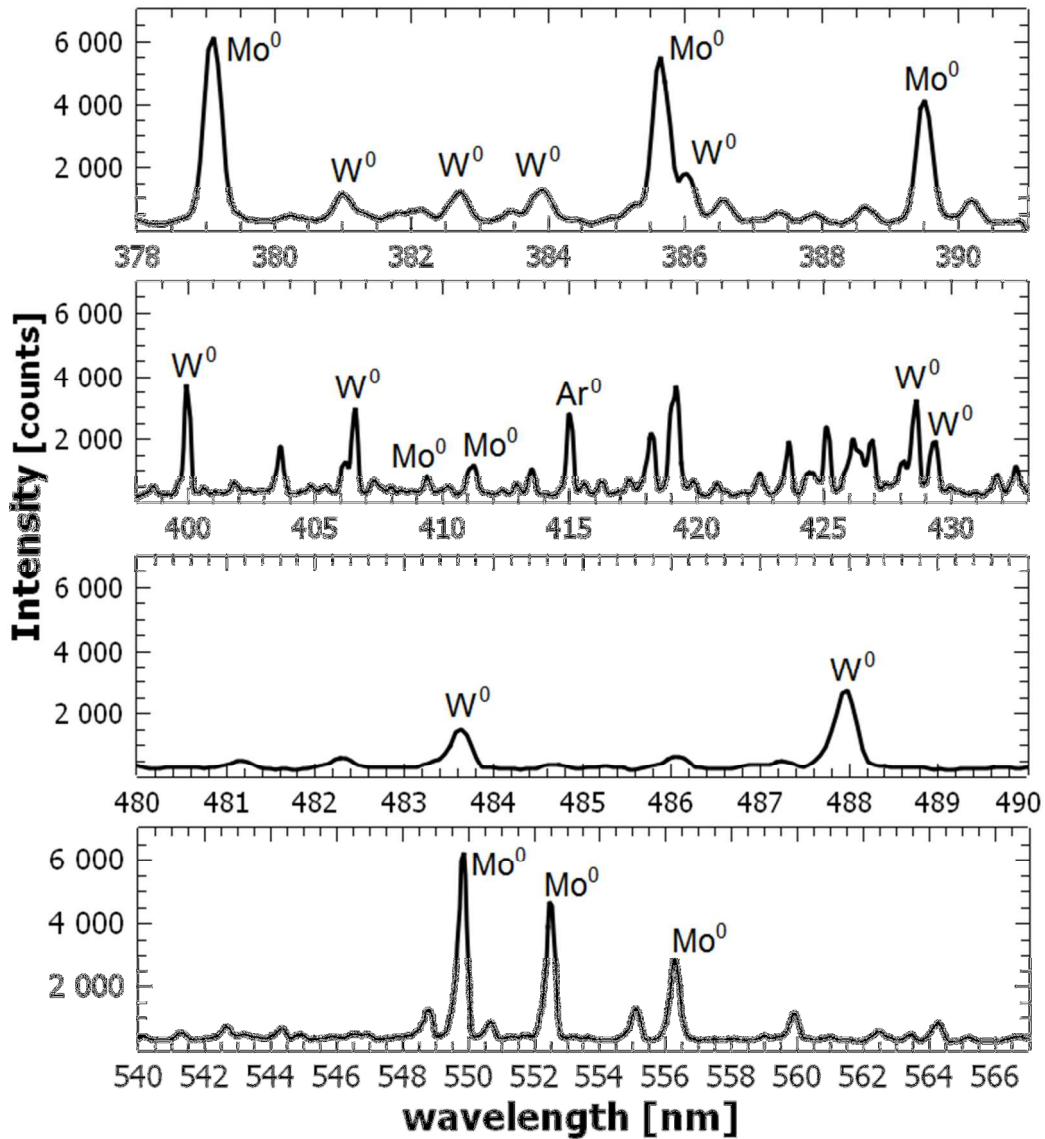 6 000
4 000
2 000
Mo⁰
W⁰
W⁰
W⁰
Mo⁰
W⁰
Mo⁰
378 380 382 384 386 388 390
6 000
4 000
2 000
W⁰
W⁰
Mo⁰
Mo⁰
Ar⁰
W⁰
W⁰
400 405 410 415 420 425 430
Intensity [counts]
6 000
4 000
2 000
W⁰
W⁰
480 481 482 483 484 485 486 487 488 489 490
6 000
4 000
2 000
Mo⁰
Mo⁰
Mo⁰
540 542 544 546 548 550 552 554 556 558 560 562 564 566
wavelength [nm]